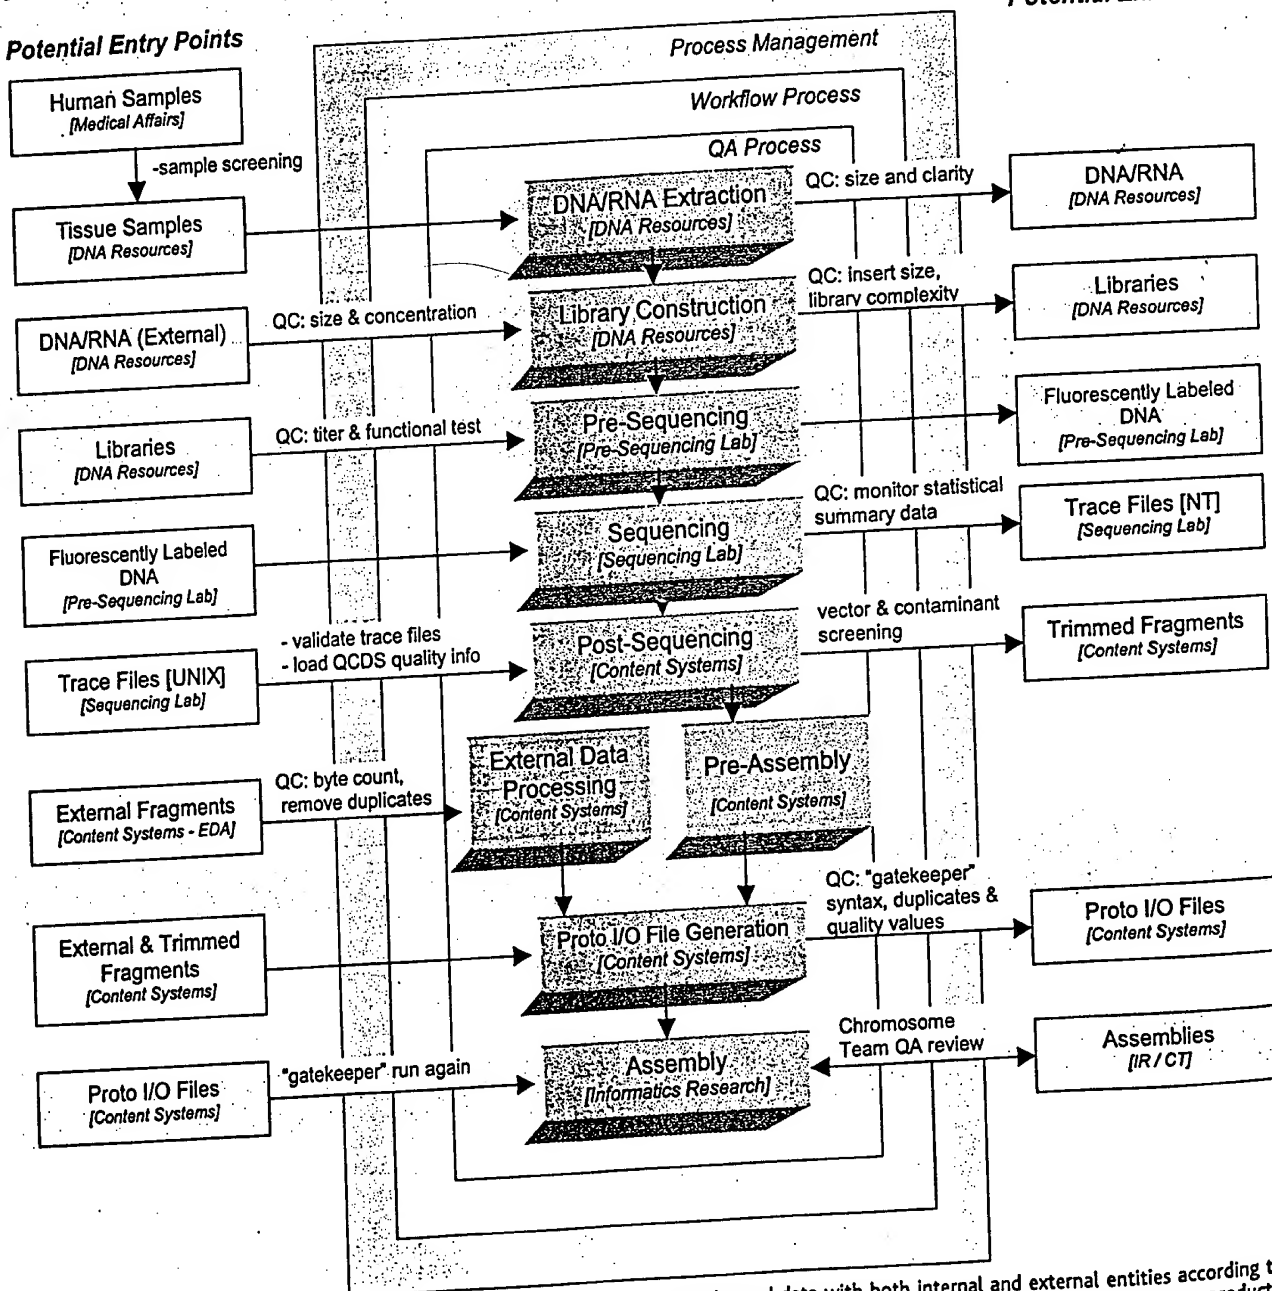 Potential Entry Points
Process Management
Workflow Process
QA Process
Human Samples
[Medical Affairs]
-sample screening
Tissue Samples
[DNA Resources]
DNA/RNA Extraction
[DNA Resources]
QC: size and clarity
DNA/RNA
[DNA Resources]
DNA/RNA (External)
[DNA Resources]
QC: size & concentration
Library Construction
[DNA Resources]
QC: insert size,
library complexity
Libraries
[DNA Resources]
Libraries
[DNA Resources]
QC: titer & functional test
Pre-Sequencing
[Pre-Sequencing Lab]
Fluorescently Labeled
DNA
[Pre-Sequencing Lab]
Fluorescently Labeled
DNA
[Pre-Sequencing Lab]
Sequencing
[Sequencing Lab]
QC: monitor statistical
summary data
Trace Files [NT]
[Sequencing Lab]
Trace Files [UNIX]
[Sequencing Lab]
- validate trace files
- load QCDS quality info
Post-Sequencing
[Content Systems]
vector & contaminant
screening
Trimmed Fragments
[Content Systems]
External Fragments
[Content Systems - EDA]
QC: byte count,
remove duplicates
External Data
Processing
[Content Systems]
Pre-Assembly
[Content Systems]
External & Trimmed
Fragments
[Content Systems]
Proto I/O File Generation
[Content Systems]
QC: "gatekeeper"
syntax, duplicates &
quality values
Proto I/O Files
[Content Systems]
Proto I/O Files
[Content Systems]
"gatekeeper" run again
Assembly
[Informatics Research]
Chromosome
Team QA review
Assemblies
[IR / CT]
data with both internal and external entities according t